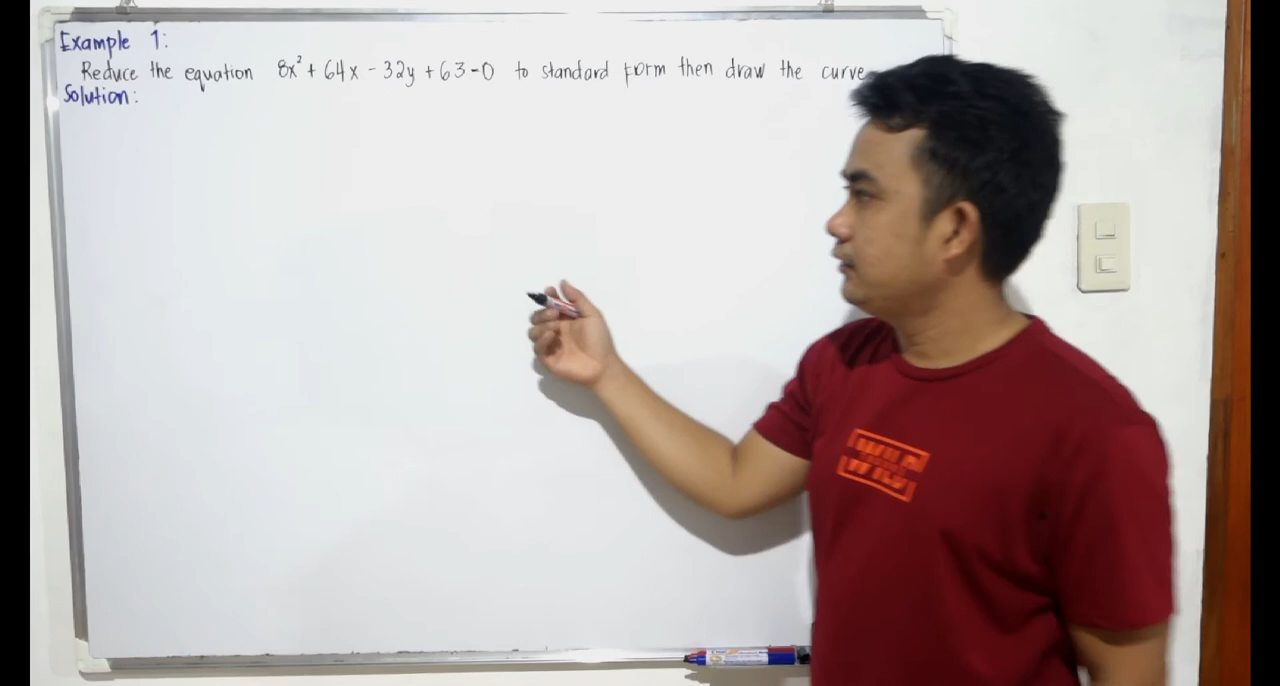 Example 1:
Reduce the equation 8x² + 64x - 32y + 63 - 0 to standard form then draw the curve
Solution: